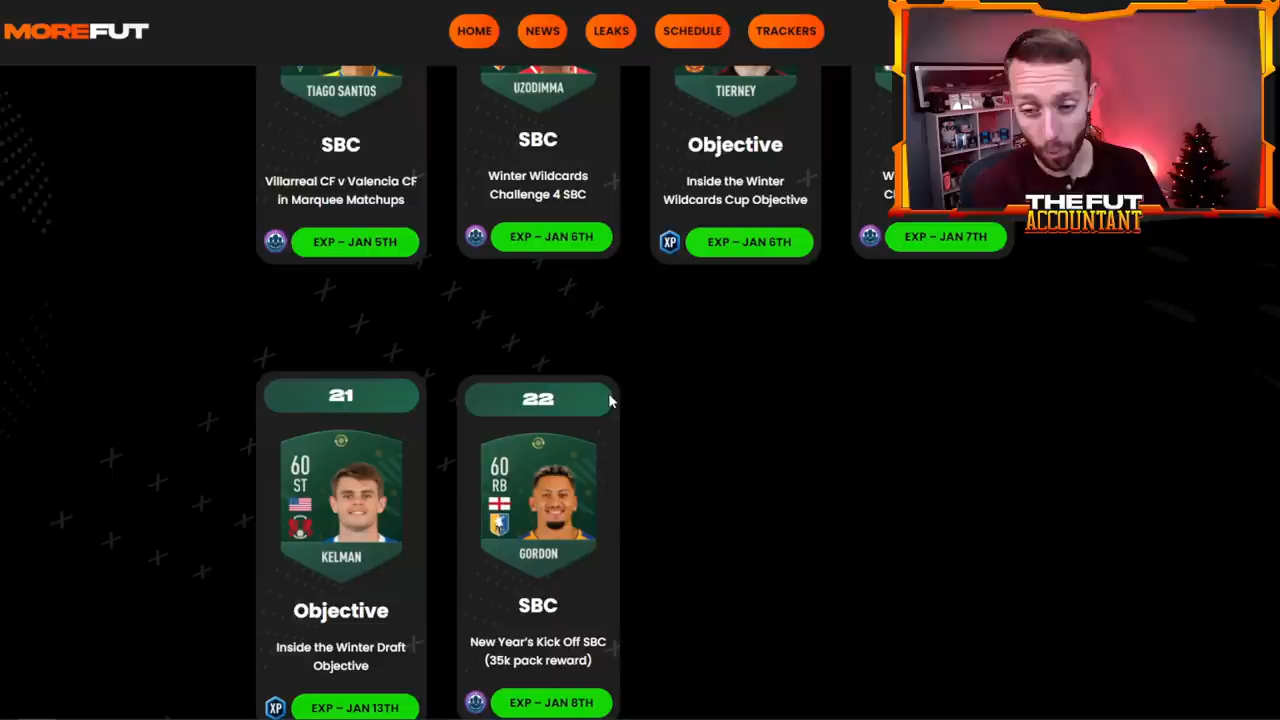 MOREFUT
HOME
NEWS
LEAKS
SCHEDULE
TRACKERS
TIAGO SANTOS
SBC
Villarreal CF v Valencia CF
in Marquee Matchups
EXP – JAN 5TH
UZODIMMA
SBC
Winter Wildcards
Challenge 4 SBC
EXP – JAN 6TH
TIERNEY
Objective
Inside the Winter
Wildcards Cup Objective
XP
EXP – JAN 6TH
EXP – JAN 7TH
THE FUT
ACCOUNTANT
21
60
ST
KELMAN
Objective
Inside the Winter Draft
Objective
XP
EXP – JAN 13TH
22
60
RB
GORDON
SBC
New Year's Kick Off SBC
(35k pack reward)
EXP – JAN 8TH